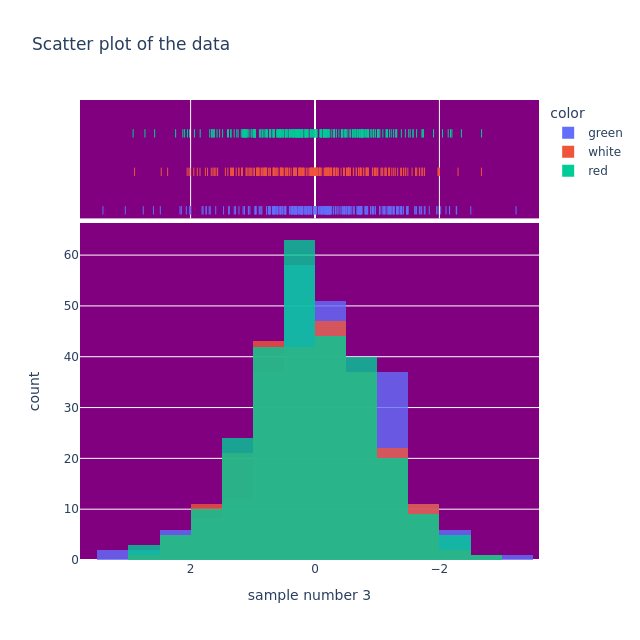 Scatter plot of the data
color
green
white
red
60
50
40
30
20
10
0
count
2
0
−2
sample number 3